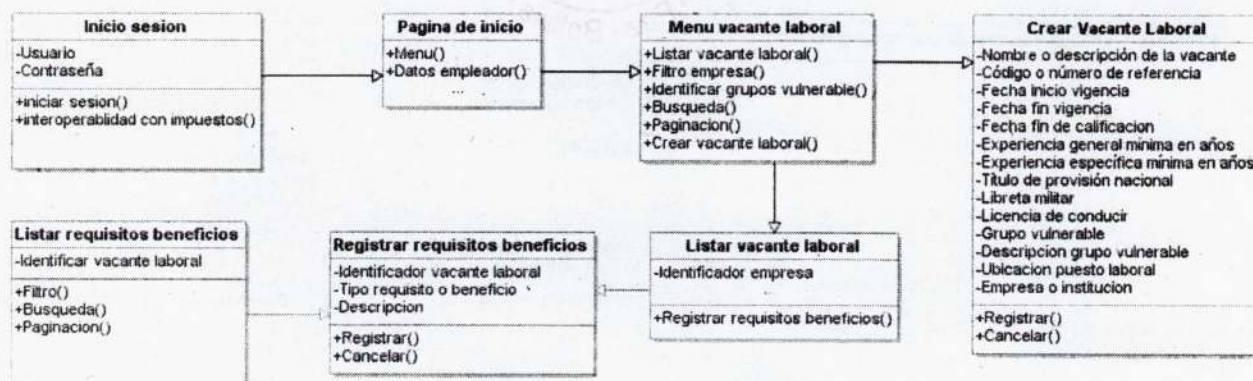 Inicio sesion
-Usuario
-Contraseña
+iniciar sesion()
+interoperablidad con impuestos()
Pagina de inicio
+Menu()
+Datos empleador()
...
Menu vacante laboral
+Listar vacante laboral()
+Filtro empresa()
+Identificar grupos vulnerable()
+Busqueda()
+Paginacion()
+Crear vacante laboral()
Crear Vacante Laboral
-Nombre o descripción de la vacante
-Código o número de referencia
-Fecha inicio vigencia
-Fecha fin vigencia
-Fecha fin de calificacion
-Experiencia general mínima en años
-Experiencia específica mínima en años
-Título de provisión nacional
-Libreta militar
-Licencia de conducir
-Grupo vulnerable
-Descripcion grupo vulnerable
-Ubicacion puesto laboral
-Empresa o institucion
+Registrar()
+Cancelar()
Listar requisitos beneficios
-Identificar vacante laboral
+Filtro()
+Busqueda()
+Paginacion()
Registrar requisitos beneficios
-Identificador vacante laboral
-Tipo requisito o beneficio
-Descripcion
+Registrar()
+Cancelar()
Listar vacante laboral
-Identificador empresa
+Registrar requisitos beneficios()